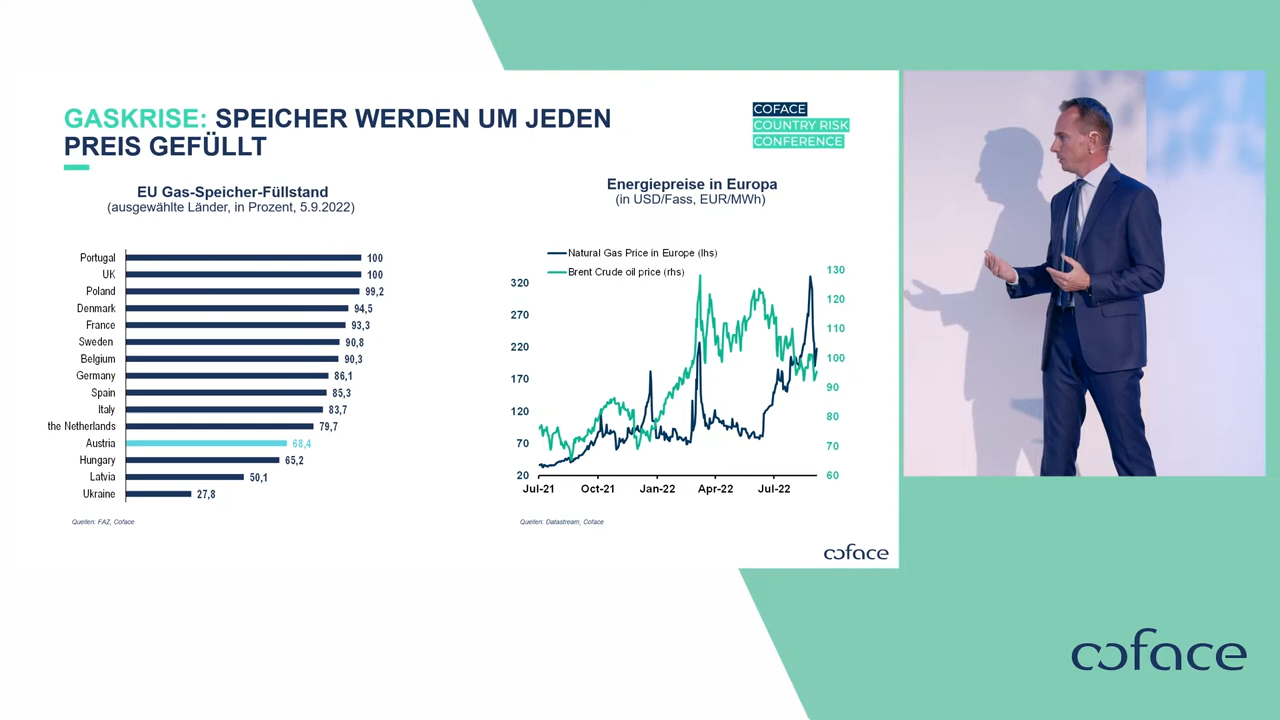 GASKRISE: SPEICHER WERDEN UM JEDEN
PREIS GEFÜLLT
COFACE
COUNTRY RISK
CONFERENCE
EU Gas-Speicher-Füllstand
(ausgewählte Länder, in Prozent, 5.9.2022)
Portugal 100
UK 100
Poland 99,2
Denmark 94,5
France 93,3
Sweden 90,8
Belgium 90,3
Germany 86,1
Spain 85,3
Italy 83,7
the Netherlands 79,7
Austria 68,4
Hungary 65,2
Latvia 50,1
Ukraine 27,8
Quellen: FAZ, Coface
Energiepreise in Europa
(in USD/Fass, EUR/MWh)
Natural Gas Price in Europe (lhs)
Brent Crude oil price (rhs)
320
270
220
170
120
70
20
130
120
110
100
90
80
70
60
Jul-21 Oct-21 Jan-22 Apr-22 Jul-22
Quellen: Datastream, Coface
coface
coface